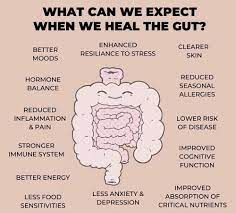 WHAT CAN WE EXPECT
WHEN WE HEAL THE GUT?
BETTER
MOODS
ENHANCED
RESILIANCE TO STRESS
CLEARER
SKIN
HORMONE
BALANCE
REDUCED
SEASONAL
ALLERGIES
REDUCED
INFLAMMATION
& PAIN
LOWER RISK
OF DISEASE
STRONGER
IMMUNE SYSTEM
IMPROVED
COGNITIVE
FUNCTION
BETTER ENERGY
LESS FOOD
SENSITIVITIES
LESS ANXIETY &
DEPRESSION
IMPROVED
ABSORPTION OF
CRITICAL NUTRIENTS